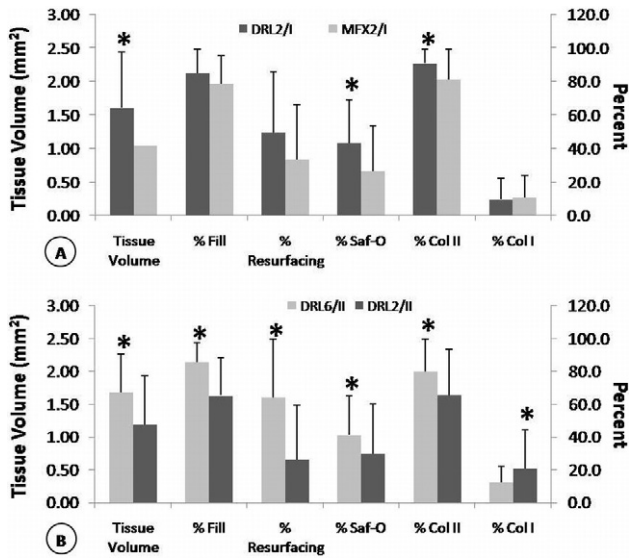 DRL2/I MFX2/I
3.00
2.50
2.00
1.50
1.00
0.50
0.00
Tissue Volume (mm²)
120.0
100.0
80.0
60.0
40.0
20.0
0.0
Percent
* * *
Tissue Volume
% Fill
% Resurfacing
% Saf-O
% Col II
% Col I
A
DRL6/II DRL2/II
3.00
2.50
2.00
1.50
1.00
0.50
0.00
Tissue Volume (mm²)
120.0
100.0
80.0
60.0
40.0
20.0
0.0
Percent
* * * * * *
Tissue Volume
% Fill
% Resurfacing
% Saf-O
% Col II
% Col I
B